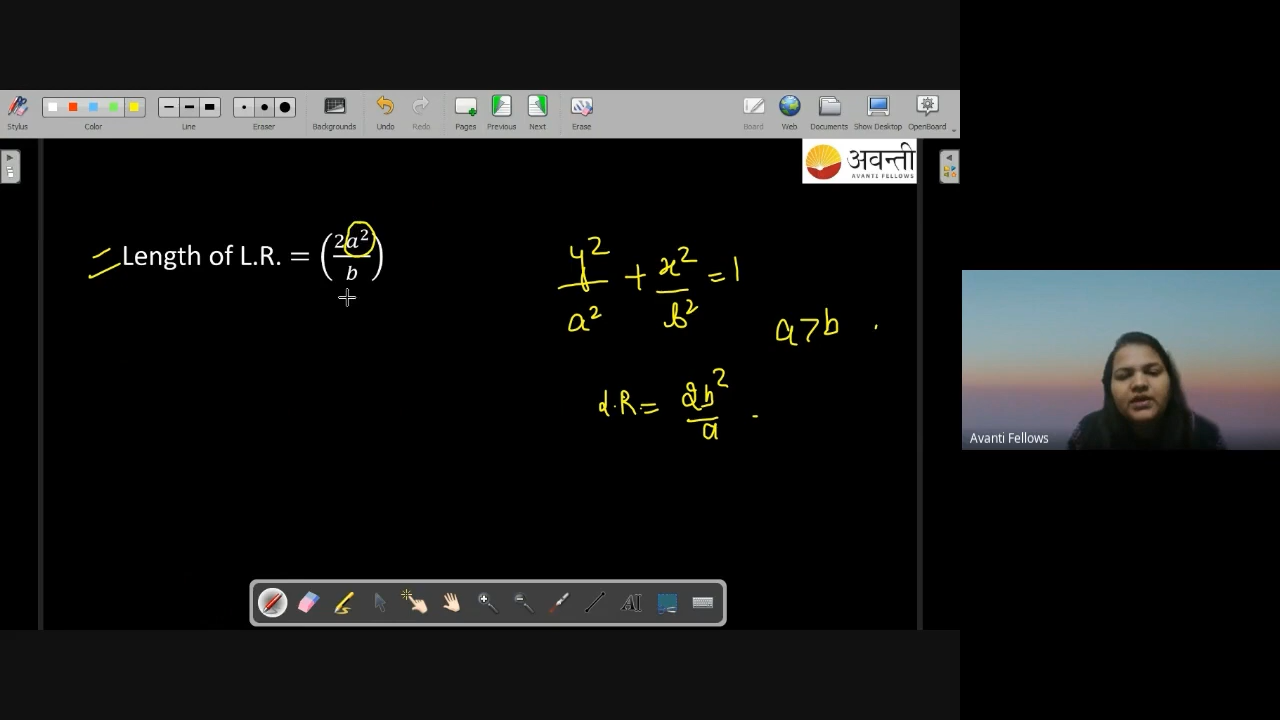 Stylus
Color
Line
Eraser
Backgrounds
Undo
Redo
Pages
Previous
Next
Erase
Board
Web
Documents
Show Desktop
OpenBoard
अवन्ती
AVANTI FELLOWS
Length of L.R. = (2a²/b)
y²/a² + x²/b² = 1
a > b .
L.R. = 2b²/a .
Avanti Fellows
AI